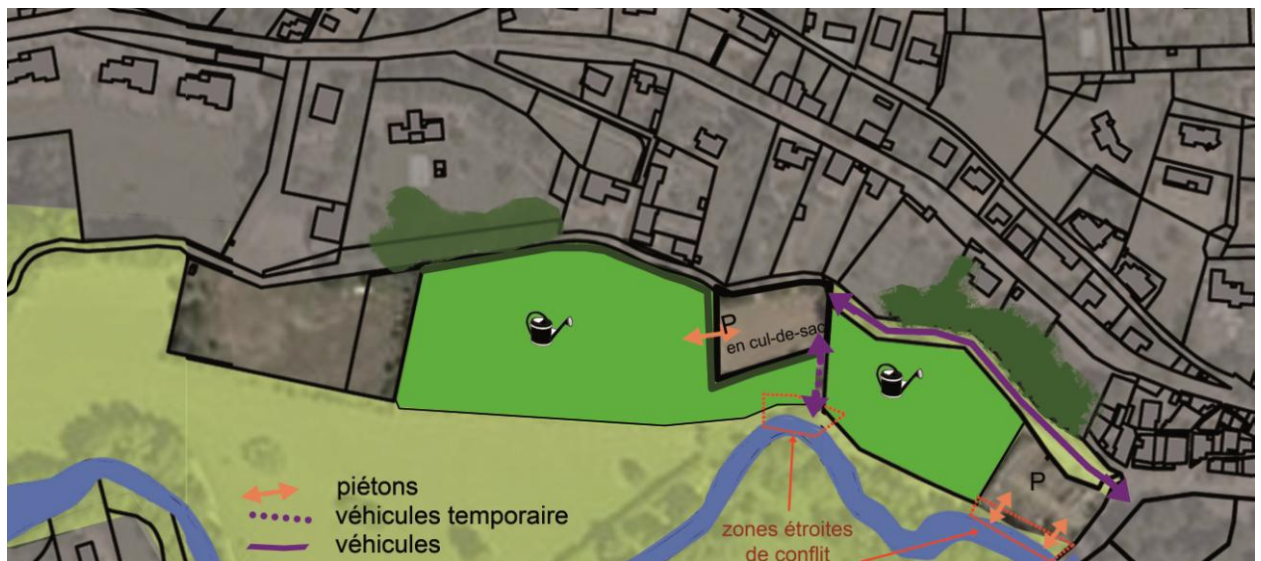 P
en cul-de-sac
P
piétons
véhicules temporaire
véhicules
zones étroites
de conflit